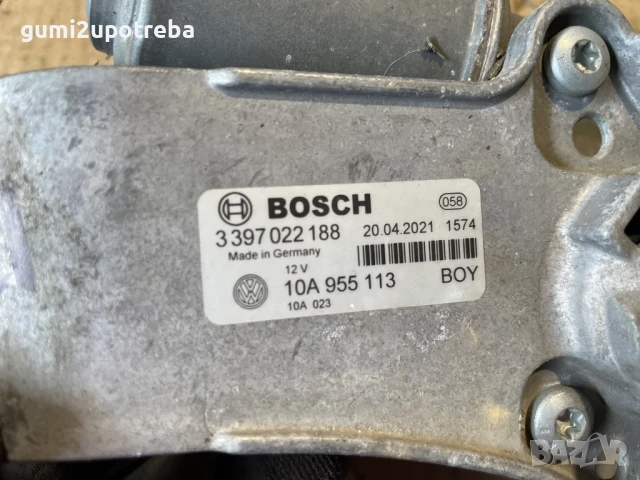 gumi2upotreba
BOSCH
058
3 397 022 188
20.04.2021 1574
Made in Germany
12 V
10A 955 113
BOY
10A 023
BAZAR